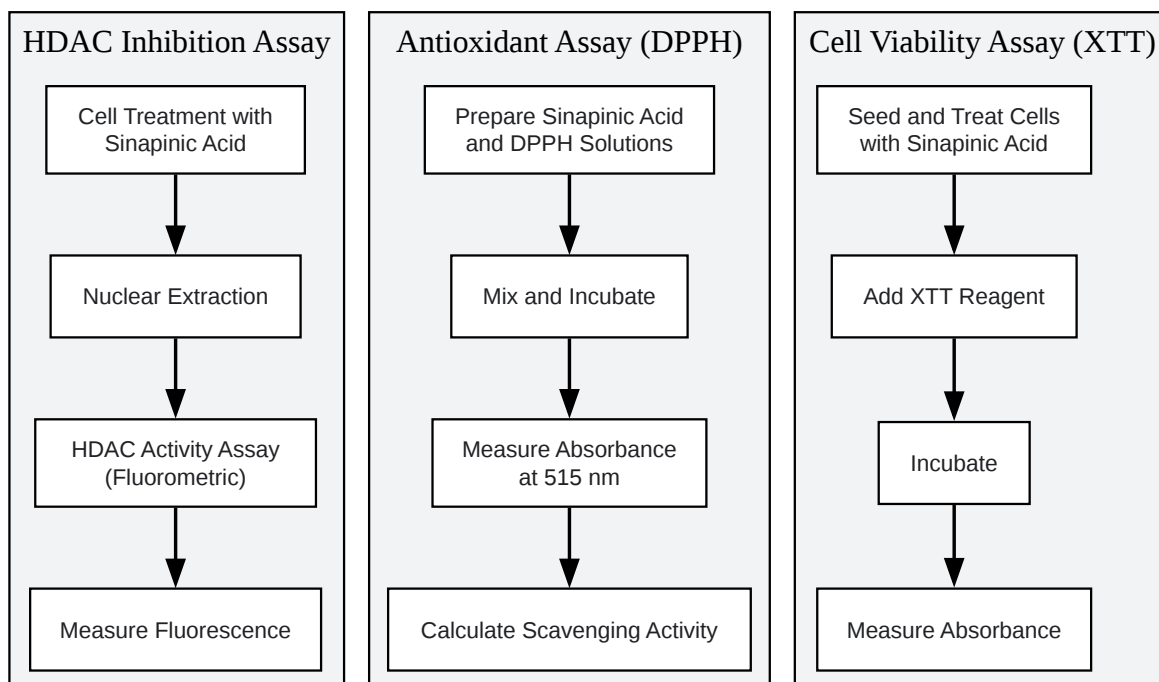 HDAC Inhibition Assay
Cell Treatment with
Sinapinic Acid
Nuclear Extraction
HDAC Activity Assay
(Fluorometric)
Measure Fluorescence
Antioxidant Assay (DPPH)
Prepare Sinapinic Acid
and DPPH Solutions
Mix and Incubate
Measure Absorbance
at 515 nm
Calculate Scavenging Activity
Cell Viability Assay (XTT)
Seed and Treat Cells
with Sinapinic Acid
Add XTT Reagent
Incubate
Measure Absorbance